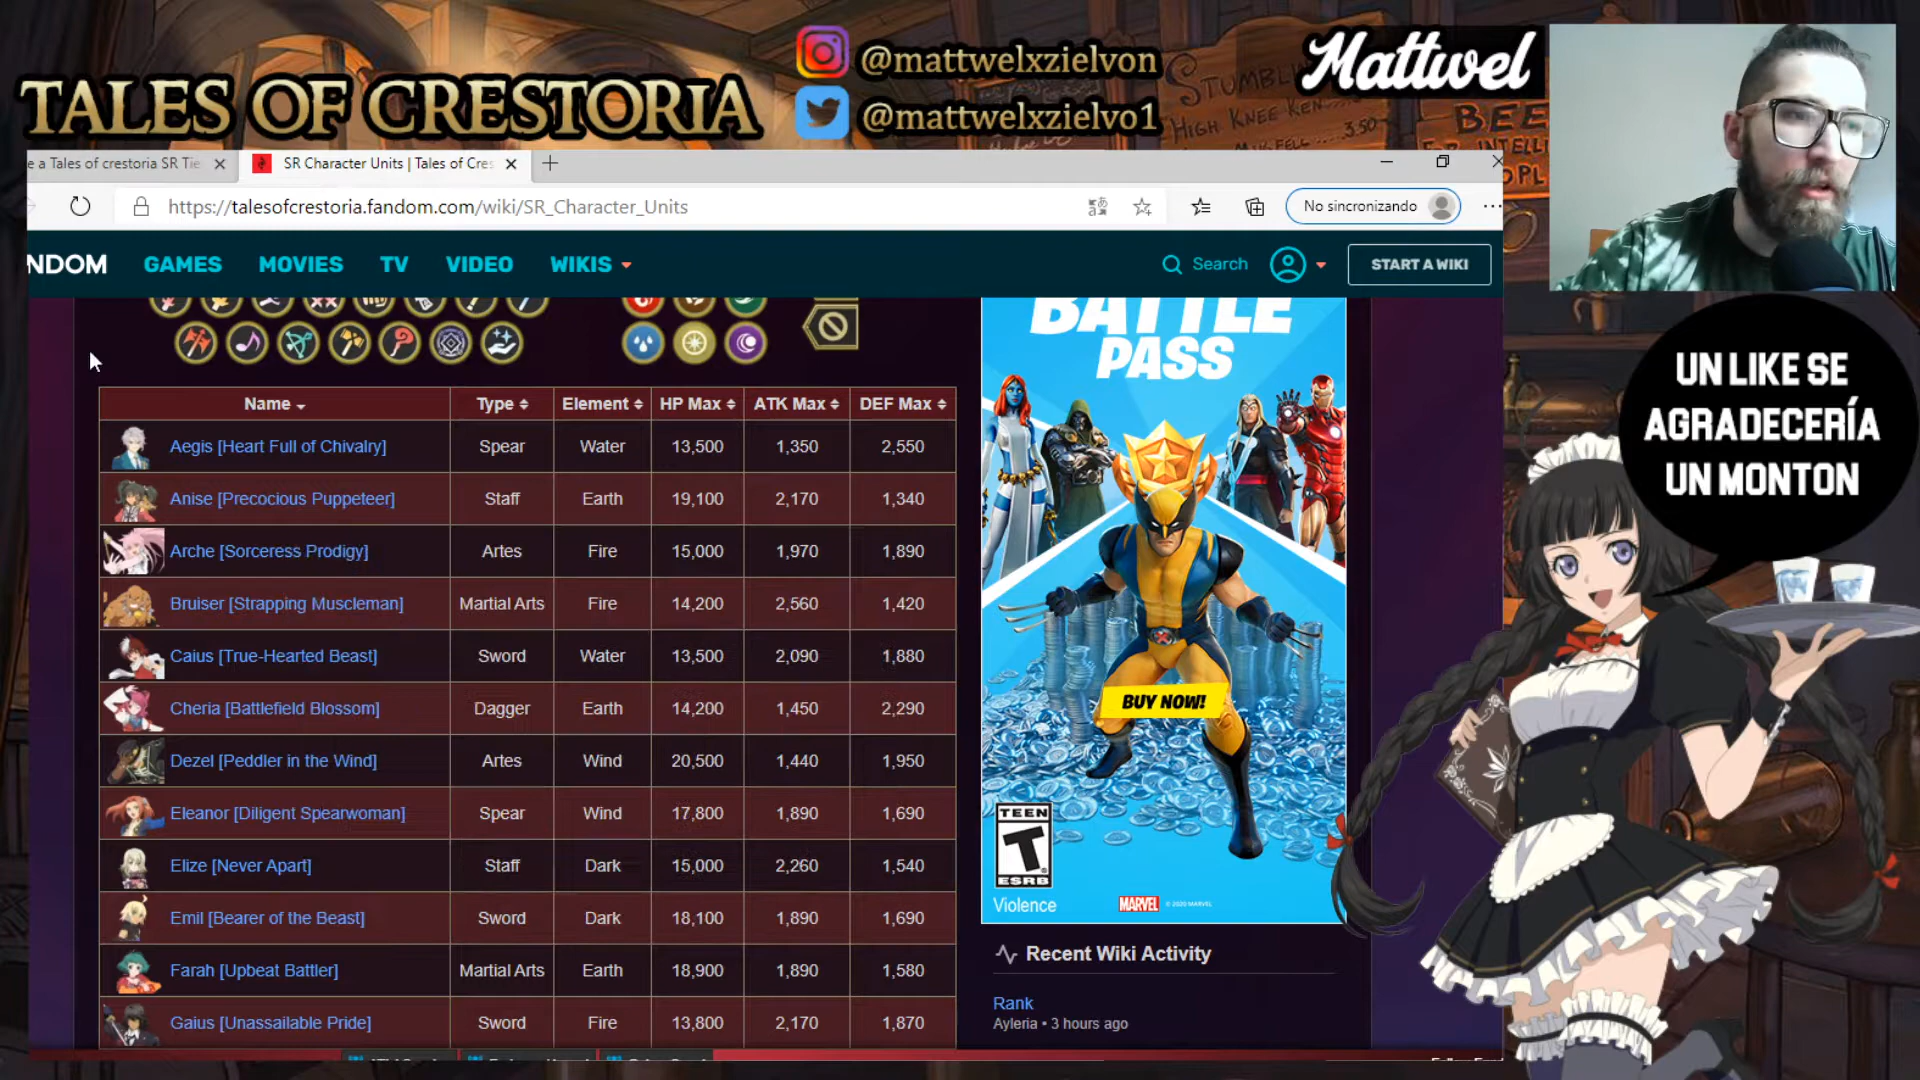 TALES OF CRESTORIA
@mattwelxzielvon
@mattwelxzielvo1
Mattwel
STUMBL
HIGH KNEE KEN 3.50
BEE
e a Tales of crestoria SR Tie
SR Character Units | Tales of Cres
https://talesofcrestoria.fandom.com/wiki/SR_Character_Units
No sincronizando
NDOM
GAMES
MOVIES
TV
VIDEO
WIKIS
Search
START A WIKI
Name Type Element HP Max ATK Max DEF Max
Aegis [Heart Full of Chivalry] Spear Water 13,500 1,350 2,550
Anise [Precocious Puppeteer] Staff Earth 19,100 2,170 1,340
Arche [Sorceress Prodigy] Artes Fire 15,000 1,970 1,890
Bruiser [Strapping Muscleman] Martial Arts Fire 14,200 2,560 1,420
Caius [True-Hearted Beast] Sword Water 13,500 2,090 1,880
Cheria [Battlefield Blossom] Dagger Earth 14,200 1,450 2,290
Dezel [Peddler in the Wind] Artes Wind 20,500 1,440 1,950
Eleanor [Diligent Spearwoman] Spear Wind 17,800 1,890 1,690
Elize [Never Apart] Staff Dark 15,000 2,260 1,540
Emil [Bearer of the Beast] Sword Dark 18,100 1,890 1,690
Farah [Upbeat Battler] Martial Arts Earth 18,900 1,890 1,580
Gaius [Unassailable Pride] Sword Fire 13,800 2,170 1,870
BATTLE
PASS
BUY NOW!
TEEN
T
ESRB
Violence
MARVEL © 2020 MARVEL
Recent Wiki Activity
Rank
Ayleria • 3 hours ago
UN LIKE SE
AGRADECERÍA
UN MONTON